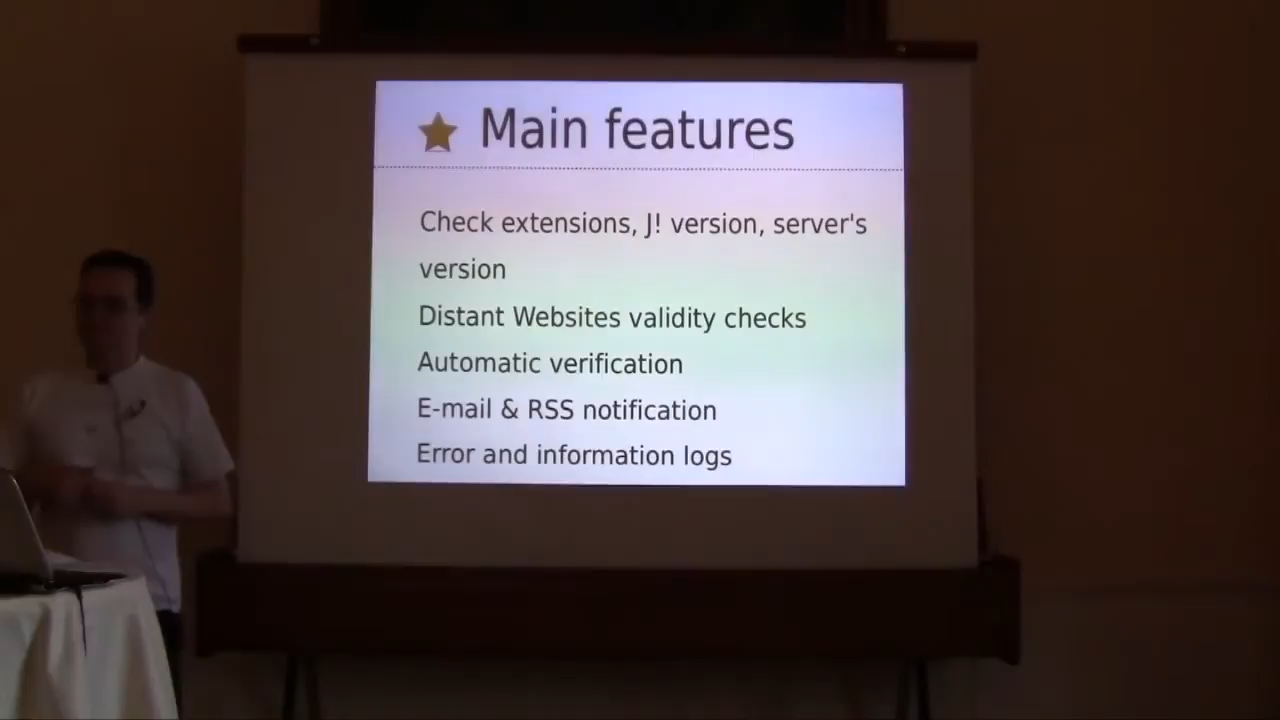 Main features
Check extensions, J! version, server's
version
Distant Websites validity checks
Automatic verification
E-mail & RSS notification
Error and information logs